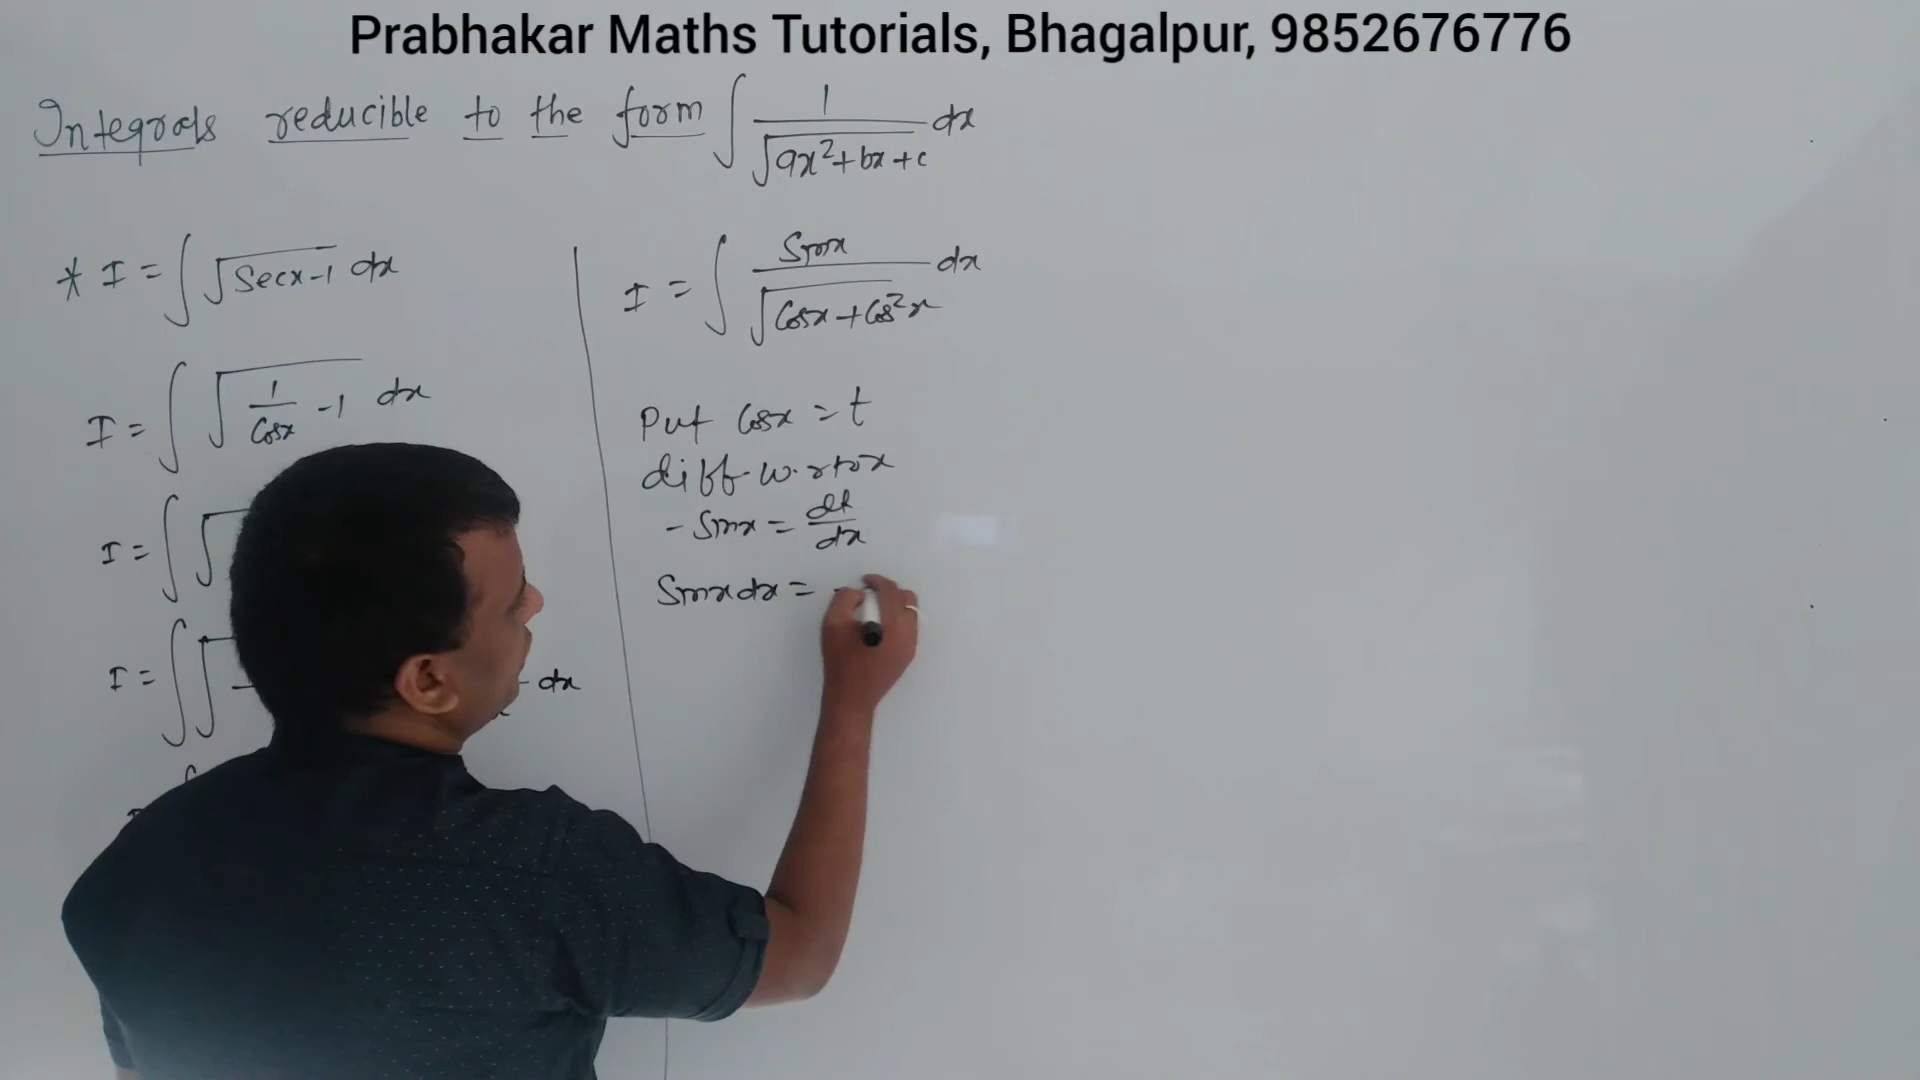 Prabhakar Maths Tutorials, Bhagalpur, 9852676776
Integrals reducible to the form ∫ 1/√(ax²+bx+c) dx
* I = ∫ √(Secx-1) dx
I = ∫ √(1/Cosx -1) dx
I = ∫ √
I = ∫ √ dx
I = ∫ Sinx/√(Cosx+Cos²x) dx
Put Cosx = t
diff. w. r to x
- Sinx = dt/dx
Sinx dx = -